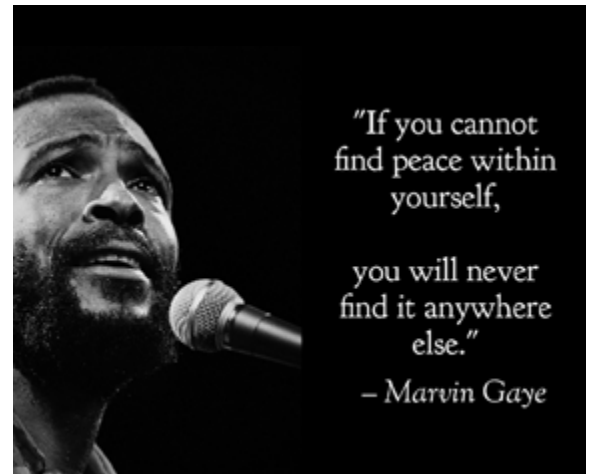 "If you cannot
find peace within
yourself,
you will never
find it anywhere
else."
– Marvin Gaye